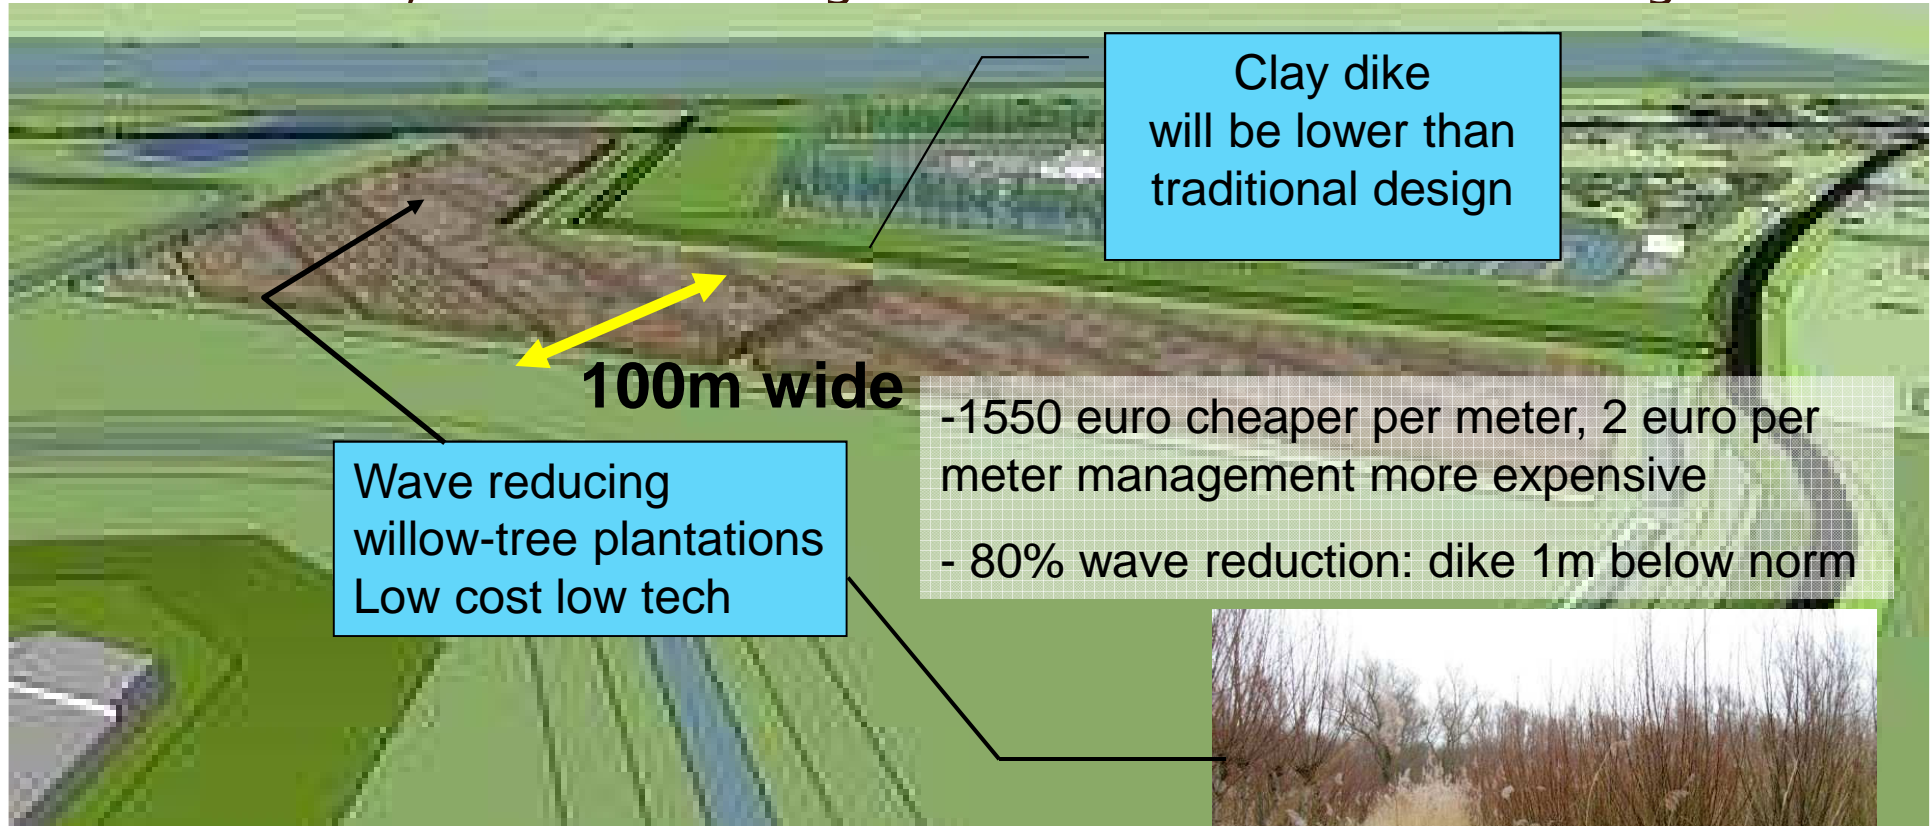 Clay dike
will be lower than
traditional design
100m wide
-1550 euro cheaper per
meter, 2 euro per
meter management more expensive
- 80% wave reduction: dike 1m below norm
Wave reducing
willow-tree plantations
Low cost low tech